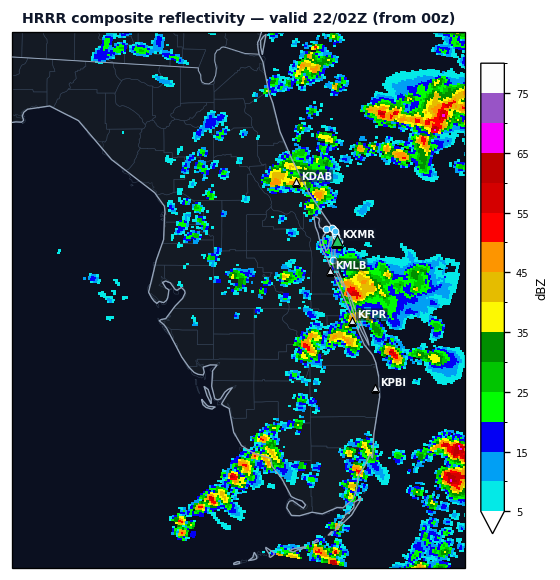 HRRR composite reflectivity — valid 22/02Z (from 00z)
75
65
55
45
35
25
15
5
dBZ
KDAB
KXMR
KMLB
KFPR
KPBI